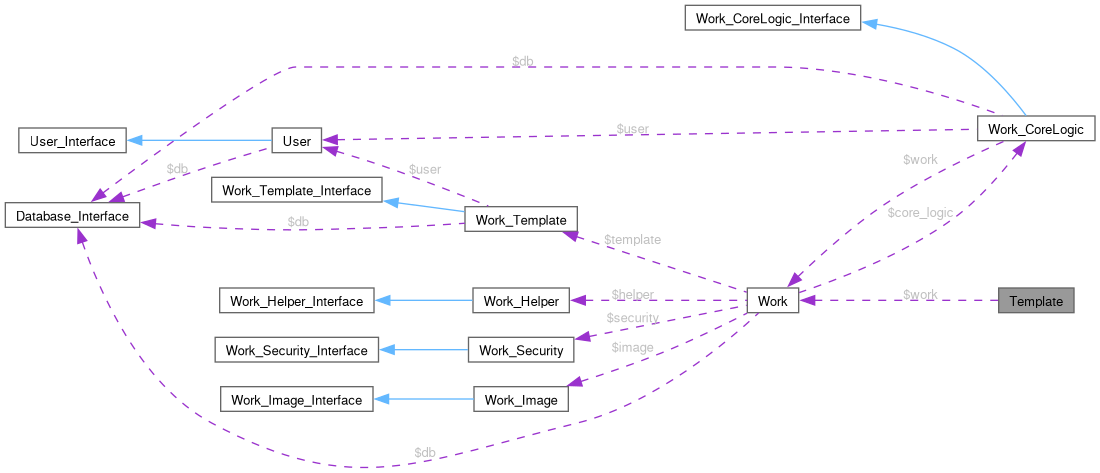 Work_CoreLogic_Interface
$db
Work_CoreLogic
$user
User_Interface
User
$work
$db
$user
Work_Template_Interface
Database_Interface
$db
Work_Template
$core_logic
$template
Work_Helper_Interface
Work_Helper
$helper
Work
$work
Template
$security
Work_Security_Interface
Work_Security
$image
Work_Image_Interface
Work_Image
$db